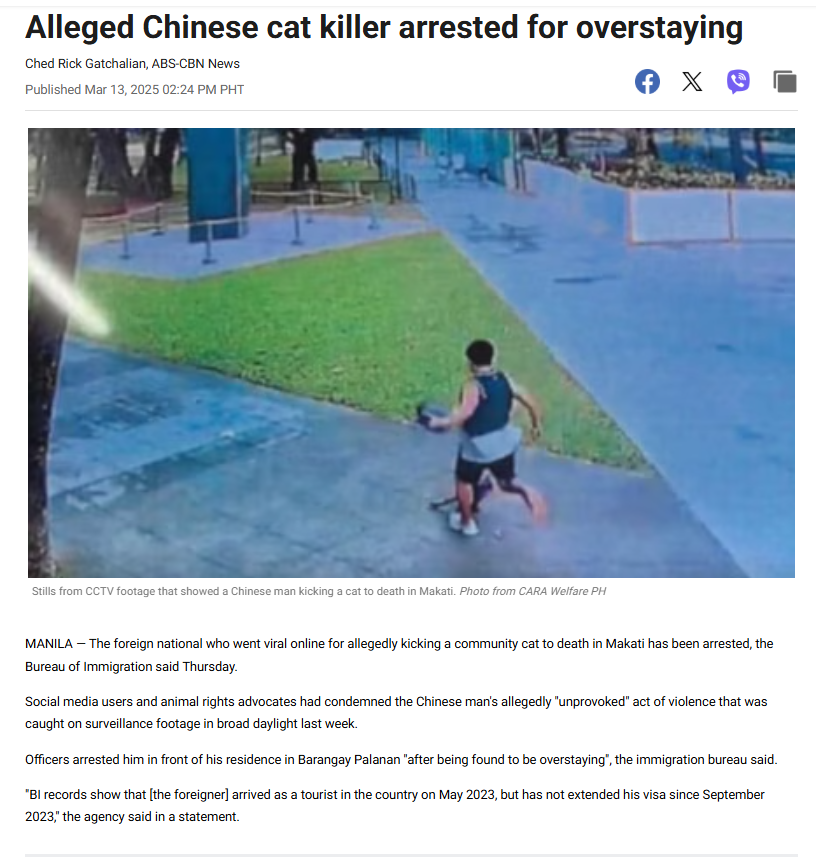 Alleged Chinese cat killer arrested for overstaying
Ched Rick Gatchalian, ABS-CBN News
Published Mar 13, 2025 02:24 PM PHT
Stills from CCTV footage that showed a Chinese man kicking a cat to death in Makati. Photo from CARA Welfare PH
MANILA — The foreign national who went viral online for allegedly kicking a community cat to death in Makati has been arrested, the
Bureau of Immigration said Thursday.
Social media users and animal rights advocates had condemned the Chinese man's allegedly "unprovoked" act of violence that was
caught on surveillance footage in broad daylight last week.
Officers arrested him in front of his residence in Barangay Palanan "after being found to be overstaying", the immigration bureau said.
"BI records show that [the foreigner] arrived as a tourist in the country on May 2023, but has not extended his visa since September
2023," the agency said in a statement.